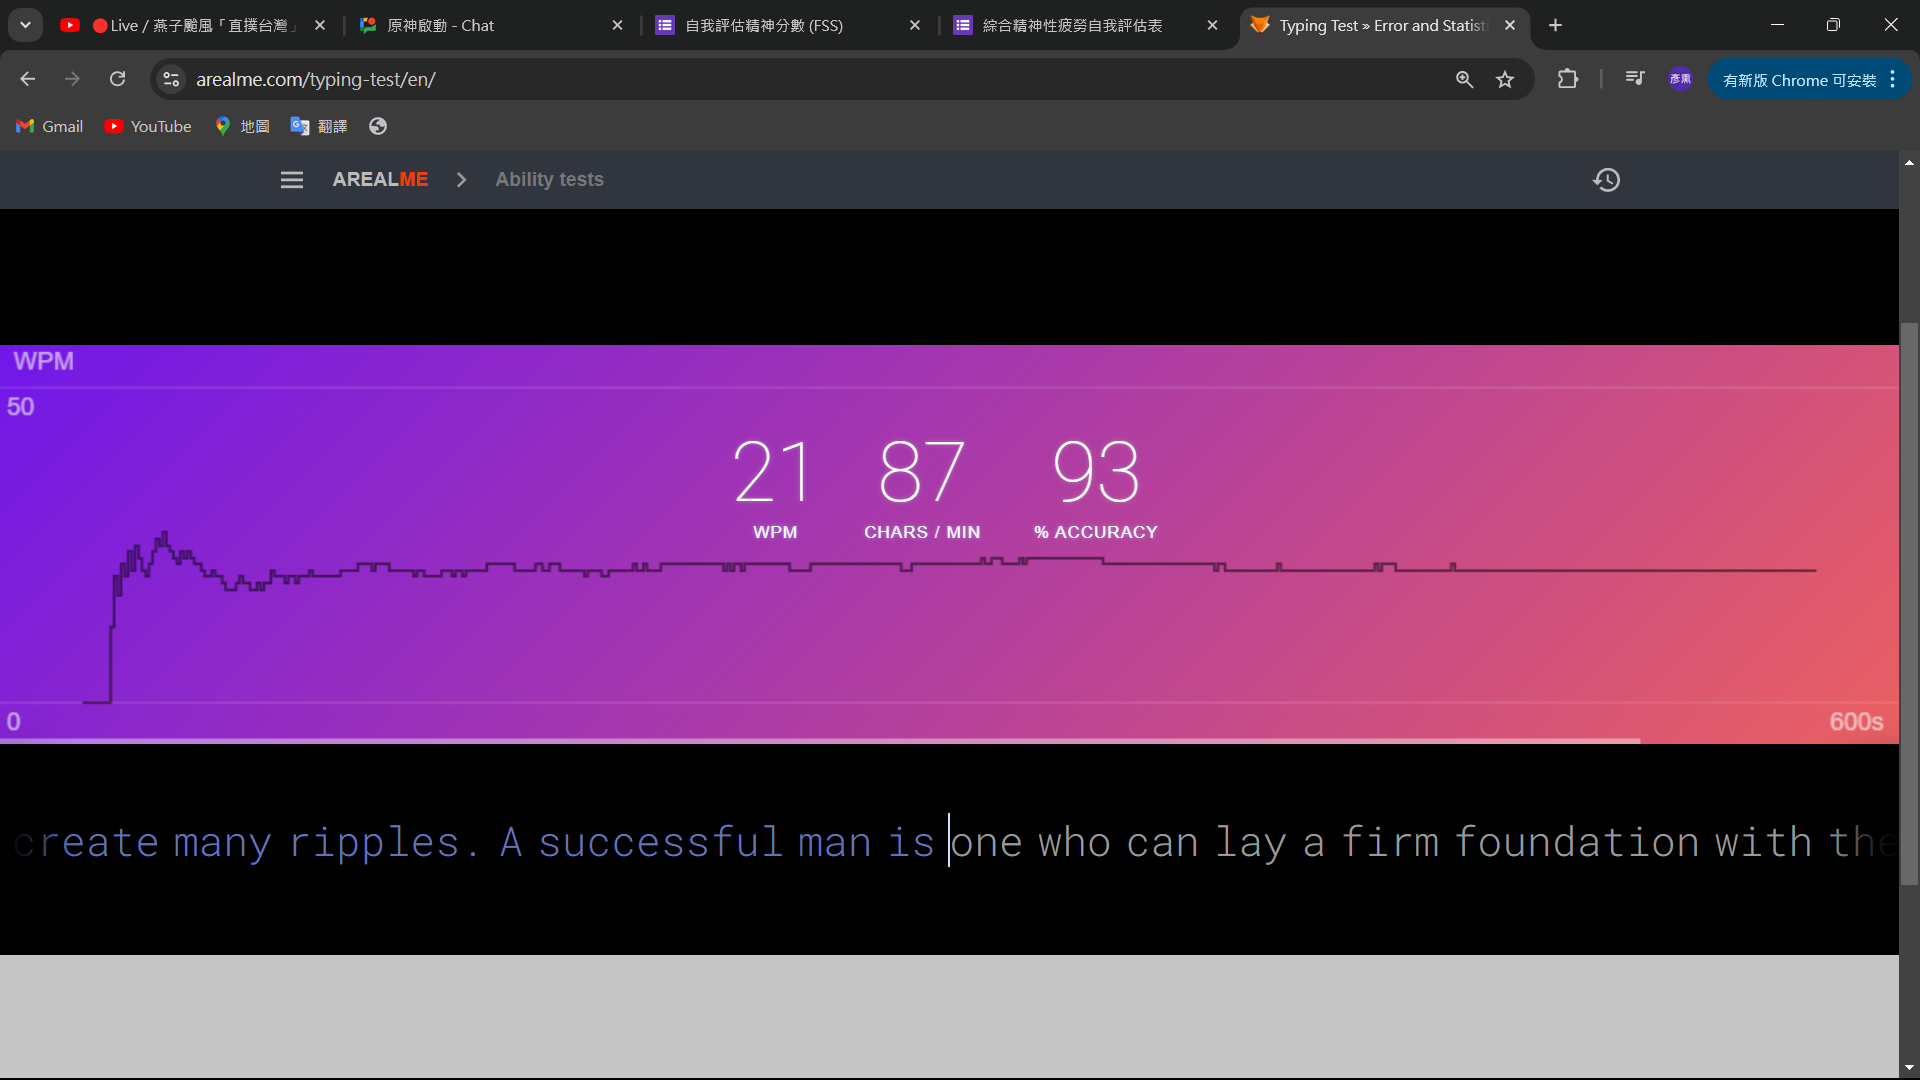 Live / 燕子颱風「直撲台灣」
原神啟動 - Chat
自我評估精神分數 (FSS)
綜合精神性疲勞自我評估表
Typing Test » Error and Statisti
arealme.com/typing-test/en/
彥熏
有新版 Chrome 可安裝
Gmail
YouTube
地圖
翻譯
AREALME
Ability tests
WPM
50
21
87
93
WPM
CHARS / MIN
% ACCURACY
0
600s
create many ripples. A successful man is one who can lay a firm foundation with the